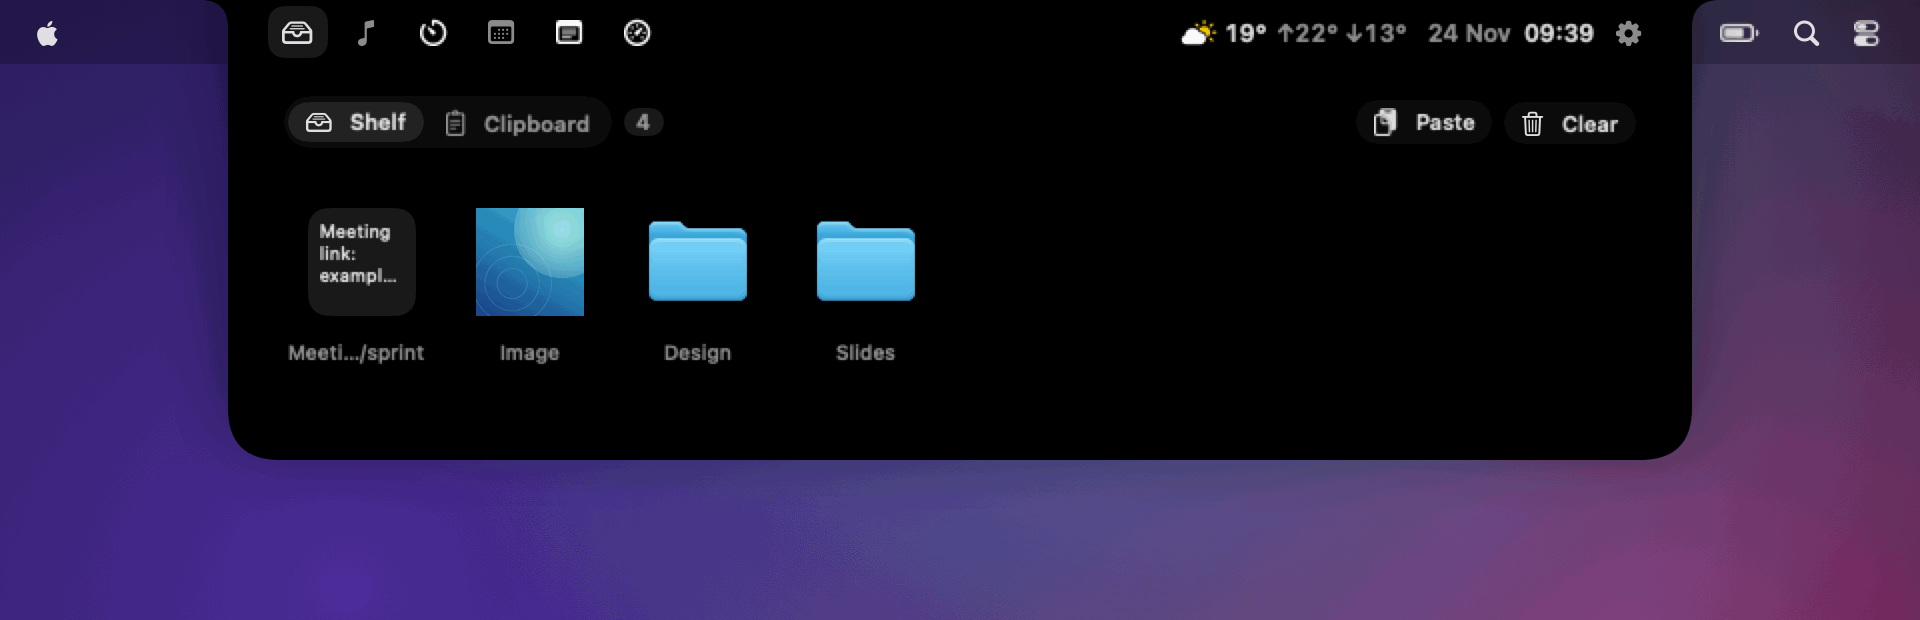 19° ↑22° ↓13° 24 Nov 09:39
Shelf Clipboard 4 Paste Clear
Meeting
link:
exampl...
Meeti.../sprint Image Design Slides